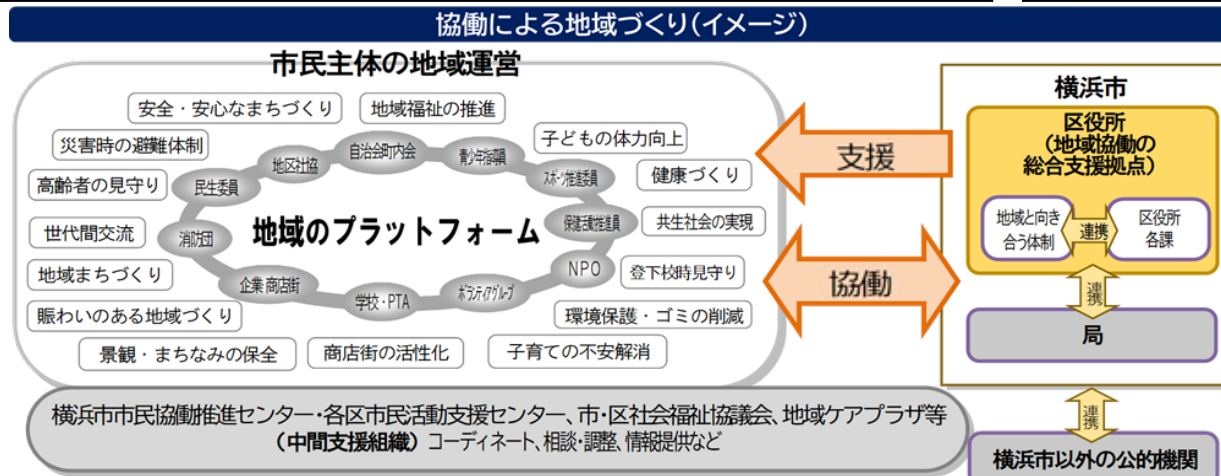 協働による地域づくり(イメージ)
市民主体の地域運営
安全・安心なまちづくり
地域福祉の推進
災害時の避難体制
子どもの体力向上
高齢者の見守り
健康づくり
世代間交流
共生社会の実現
地域まちづくり
登下校時見守り
賑わいのある地域づくり
環境保護・ゴミの削減
景観・まちなみの保全
商店街の活性化
子育ての不安解消
地区社協
自治会町内会
青少年指導員
民生委員
スポーツ推進委員
消防団
保健活動推進員
地域のプラットフォーム
企業 商店街
NPO
学校・PTA
ボランティアグループ
支援
協働
横浜市
区役所
(地域協働の
総合支援拠点)
地域と向き
合う体制
連携
区役所
各課
連携
局
連携
横浜市以外の公的機関
横浜市市民協働推進センター・各区市民活動支援センター、市・区社会福祉協議会、地域ケアプラザ等
(中間支援組織) コーディネート、相談・調整、情報提供など